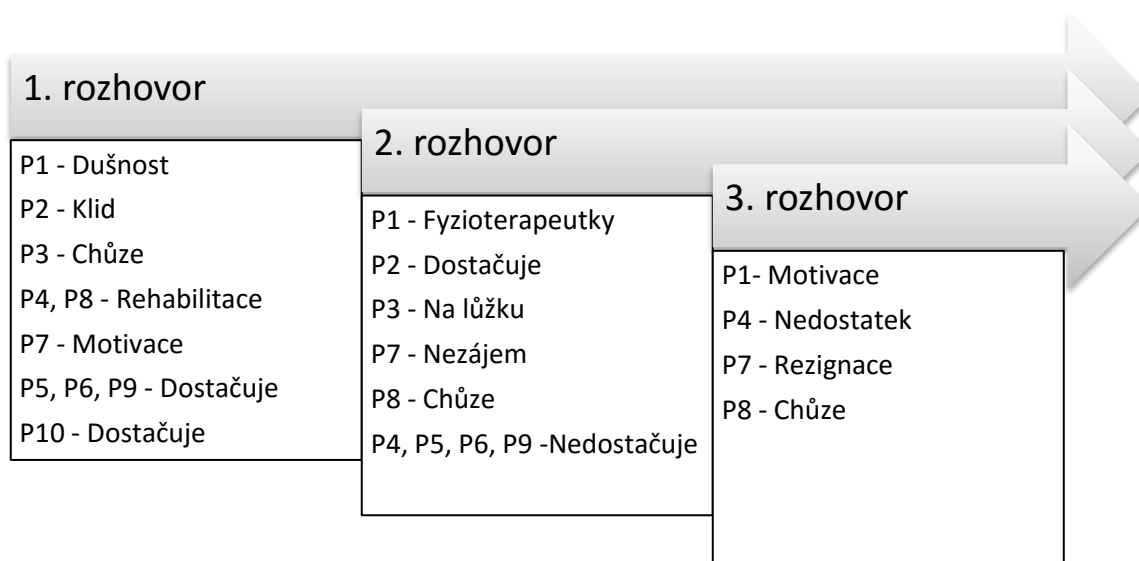 1. rozhovor
P1 - Dušnost
P2 - Klid
P3 - Chůze
P4, P8 - Rehabilitace
P7 - Motivace
P5, P6, P9 - Dostačuje
P10 - Dostačuje
2. rozhovor
P1 - Fyzioterapeutky
P2 - Dostačuje
P3 - Na lůžku
P7 - Nezájem
P8 - Chůze
P4, P5, P6, P9 -Nedostačuje
3. rozhovor
P1- Motivace
P4 - Nedostatek
P7 - Rezignace
P8 - Chůze